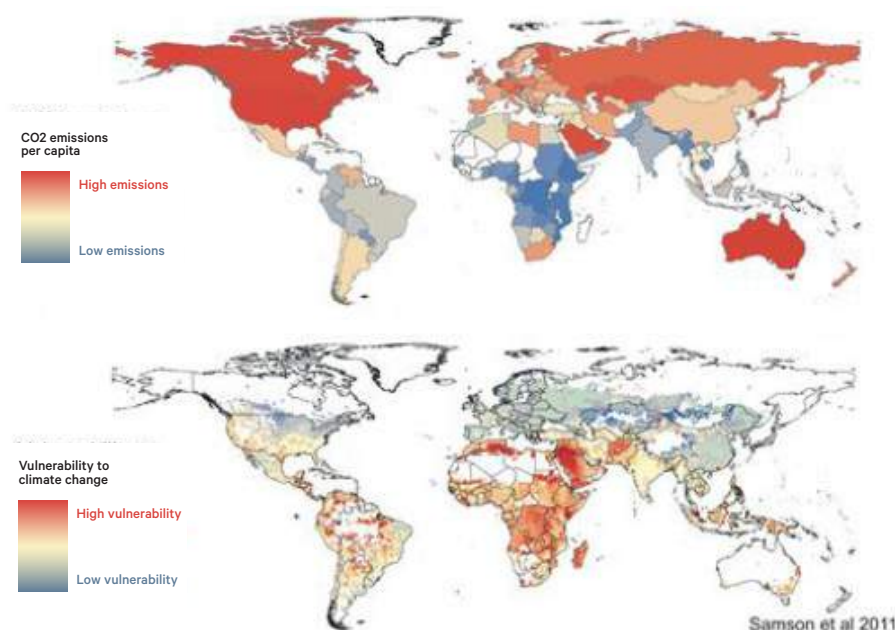 CO2 emissions
per capita
High emissions
Low emissions
Vulnerability to
climate change
High vulnerability
Low vulnerability
Samson et al 2011